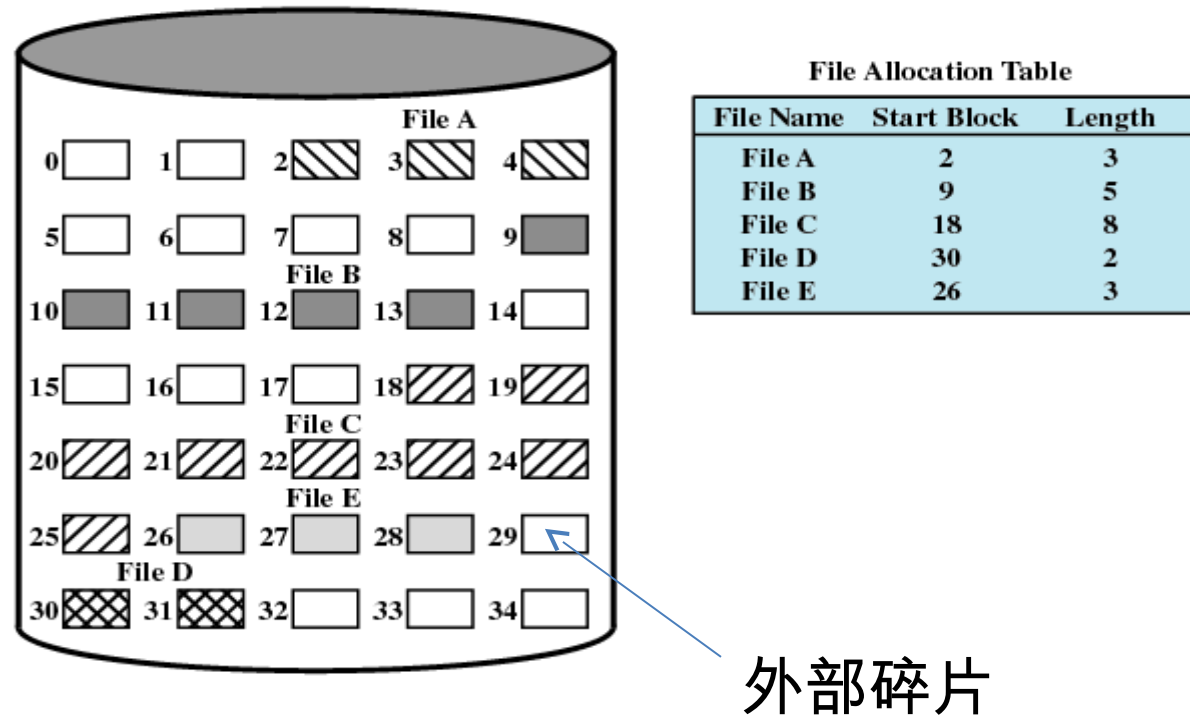 File A
0 1 2 3 4
5 6 7 8 9
File B
10 11 12 13 14
15 16 17 18 19
File C
20 21 22 23 24
File E
25 26 27 28 29
File D
30 31 32 33 34
File Allocation Table
File Name Start Block Length
File A 2 3
File B 9 5
File C 18 8
File D 30 2
File E 26 3
外部碎片